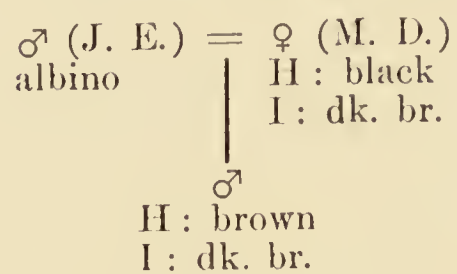 ♂ (J. E.) = ♀ (M. D.)
albino H : black
I : dk. br.
♂
H : brown
I : dk. br.